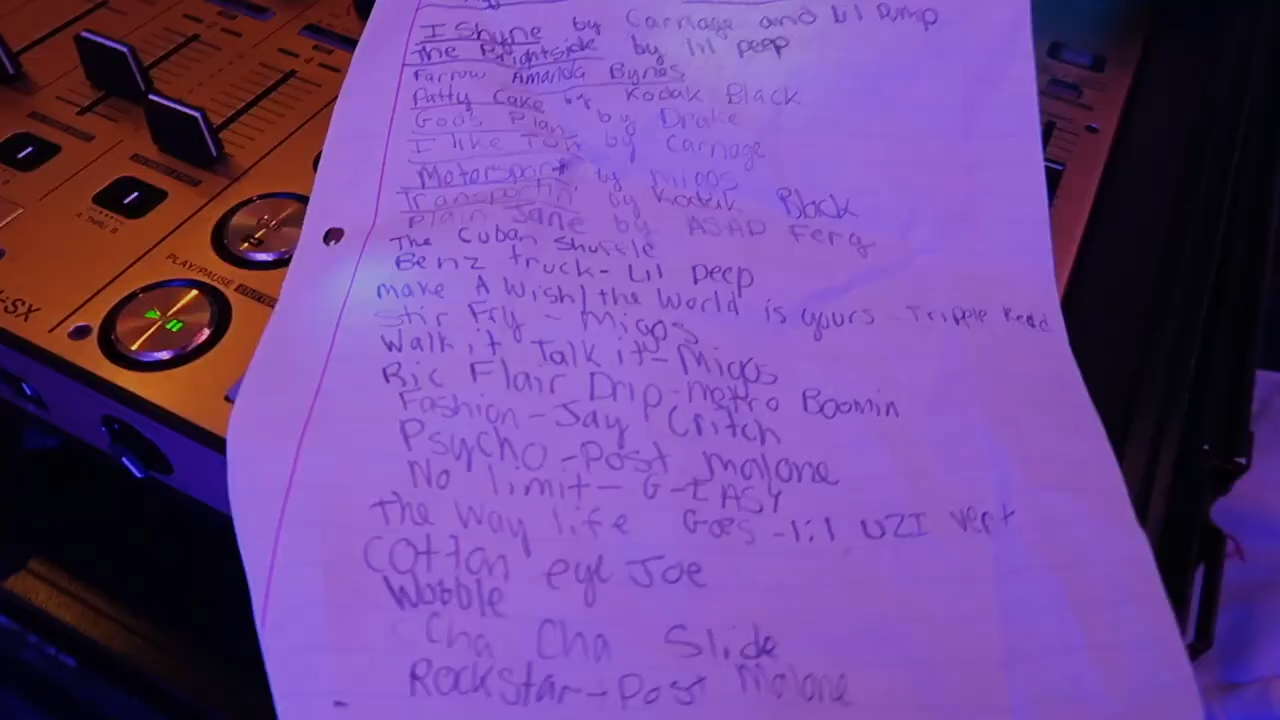 I Shyne by Carnage and Lil Pump
The Brightside by lil peep
Farrow Amanda Bynes
Patty Cake by Kodak Black
God's Plan by Drake
I like Tuh by Carnage
Motorsport by Migos
Transportin' by Kodak Black
Plain Jane by ASAP Ferg
The Cuban Shuffle
Benz truck - Lil peep
make A Wish/the World is yours - Tripple Redd
Stir Fry - Migos
Walk it Talk it - Migos
Ric Flair Drip - metro Boomin
Fashion - Jay Critch
Psycho - Post malone
No limit - G-EASY
the way life Goes - lil UZI vert
COTTON eye Joe
Wobble
Cha Cha Slide
Rockstar - Post Malone
PLAY/PAUSE
CUE
-SX